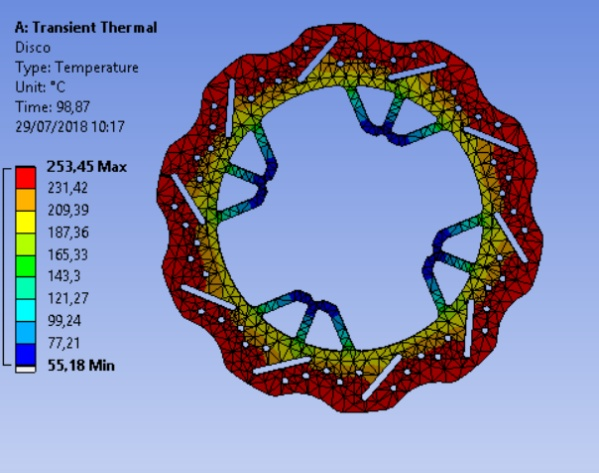 A: Transient Thermal
Disco
Type: Temperature
Unit: °C
Time: 98,87
29/07/2018 10:17
253,45 Max
231,42
209,39
187,36
165,33
143,3
121,27
99,24
77,21
55,18 Min